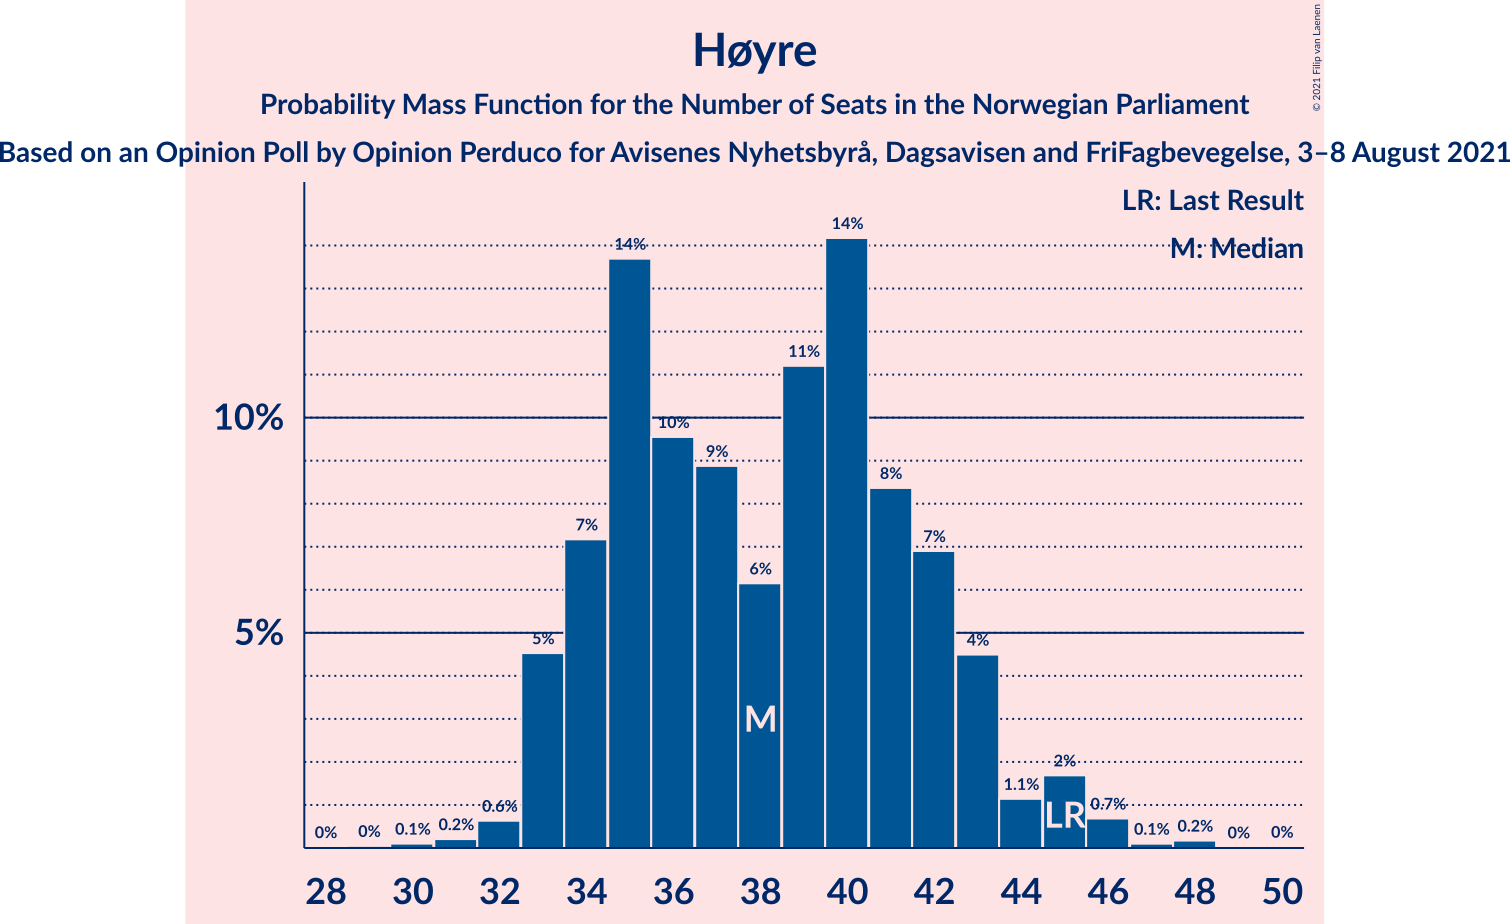 Høyre
Probability Mass Function for the Number of Seats in the Norwegian Parliament
Based on an Opinion Poll by Opinion Perduco for Avisenes Nyhetsbyrå, Dagsavisen and FriFagbevegelse, 3–8 August 2021
© 2021 Filip van Laenen
LR: Last Result
M: Median
10%
5%
0%
0%
0.1%
0.2%
0.6%
5%
7%
14%
10%
9%
6%
11%
14%
8%
7%
4%
1.1%
2%
0.7%
0.1%
0.2%
0%
0%
M
LR
28 30 32 34 36 38 40 42 44 46 48 50